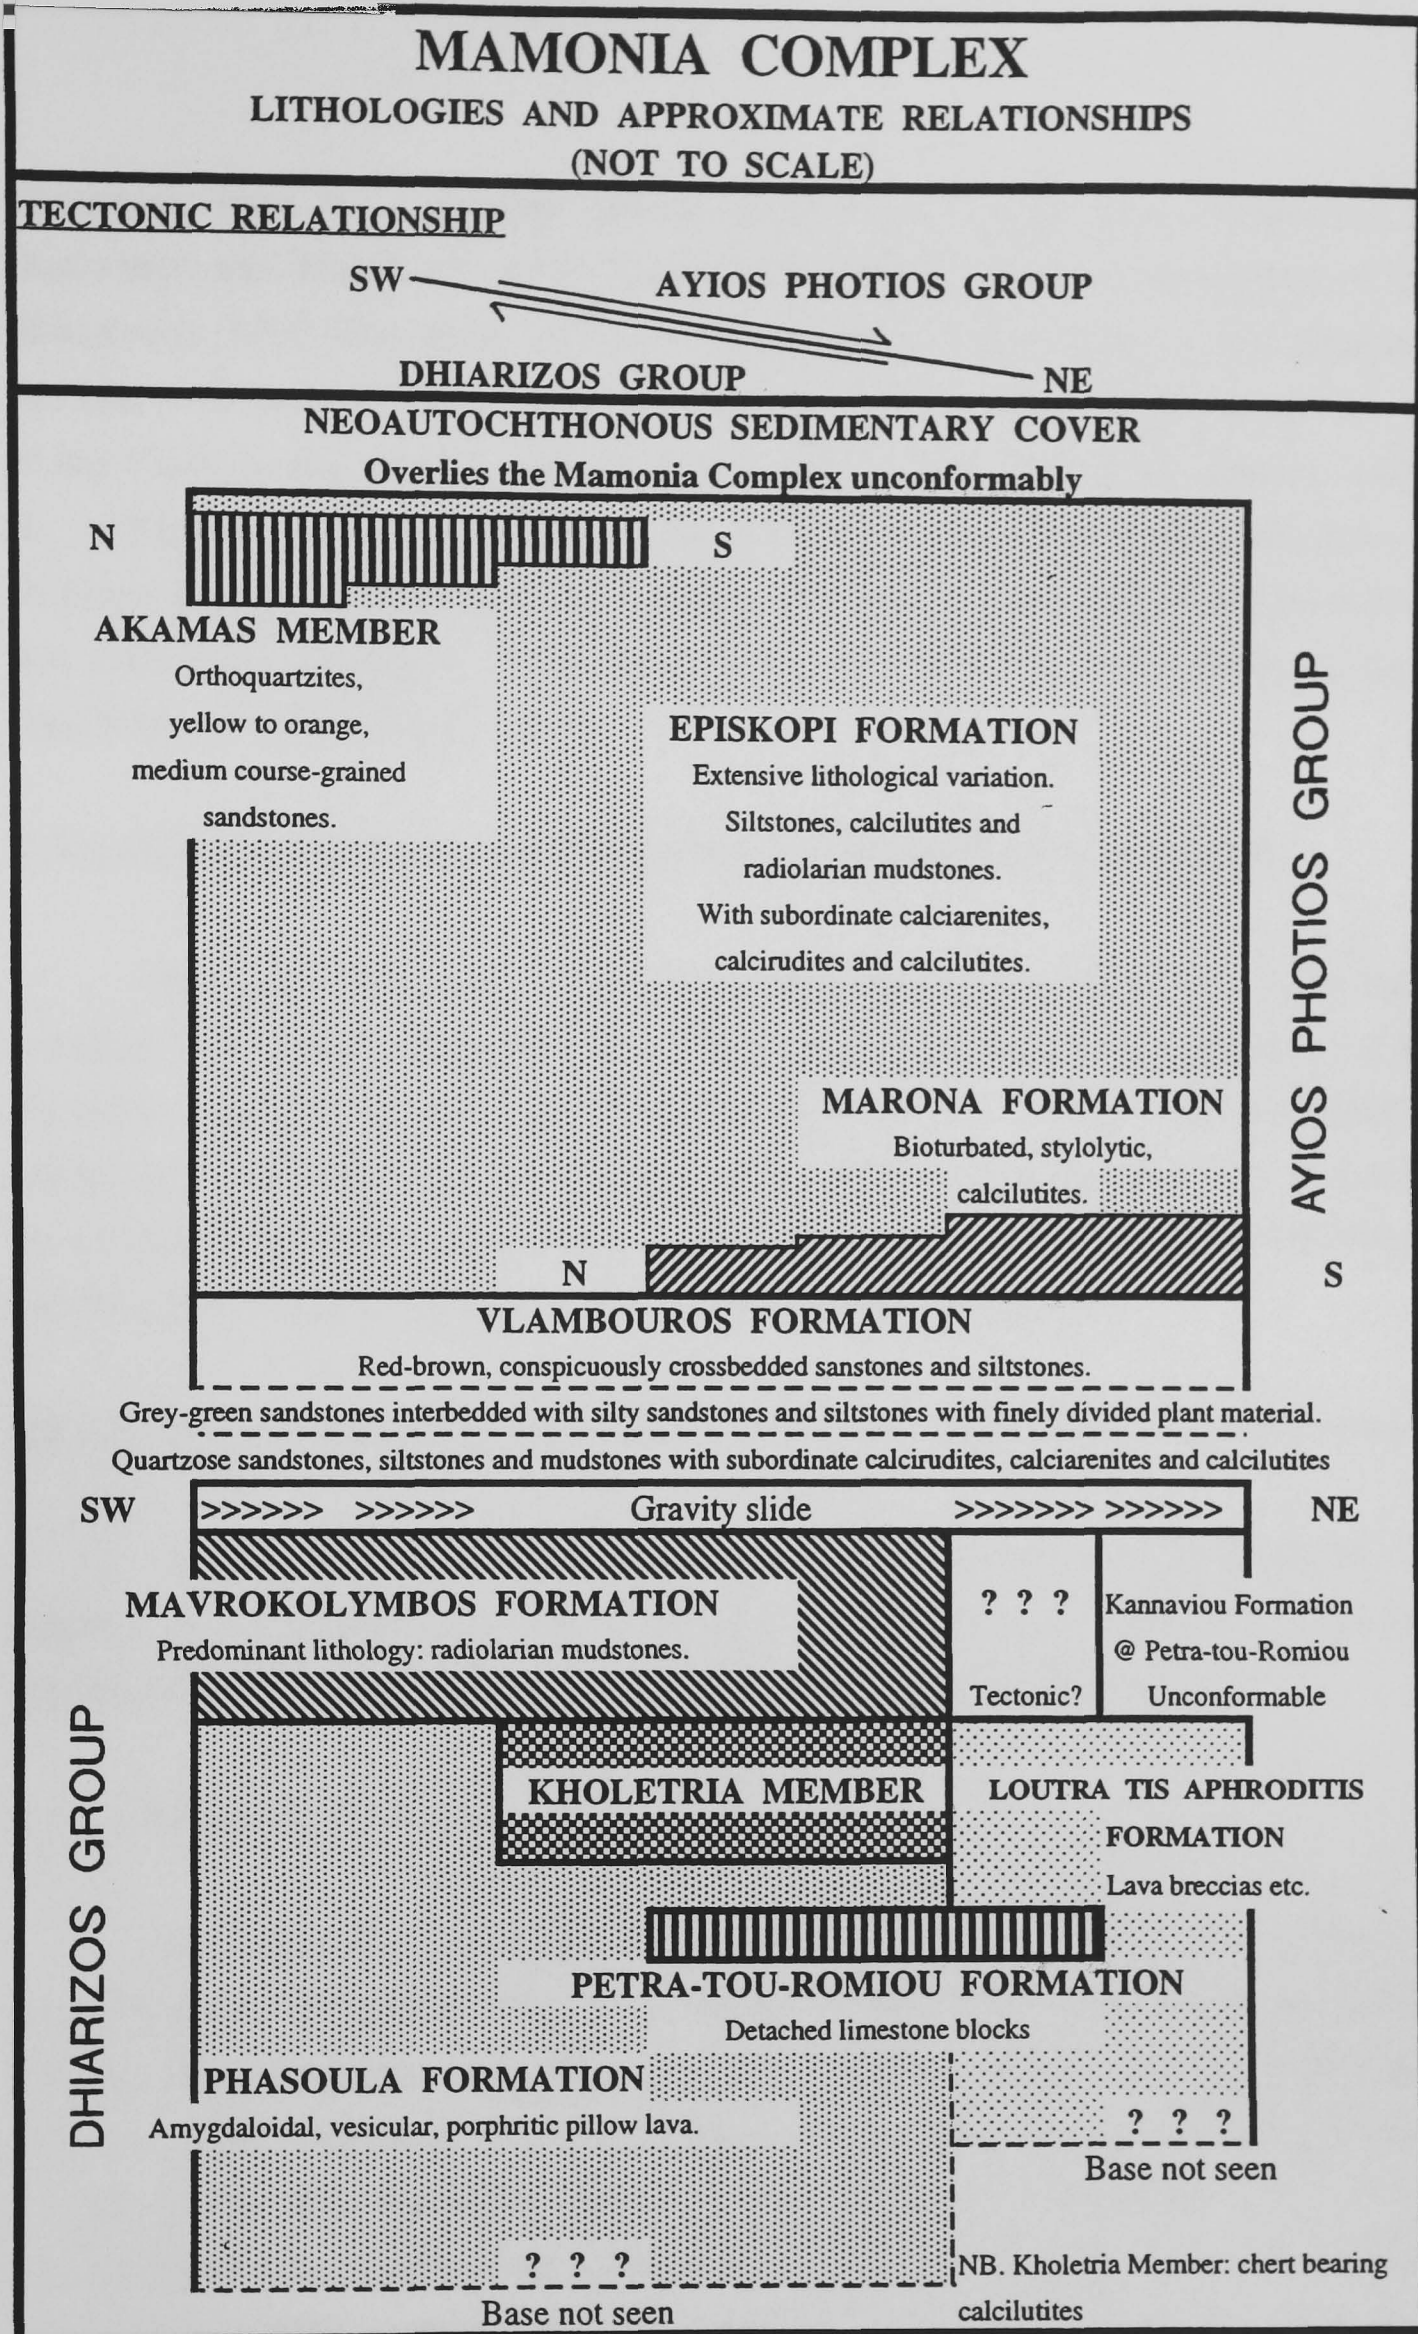 MAMONIA COMPLEX
LITHOLOGIES AND APPROXIMATE RELATIONSHIPS
(NOT TO SCALE)
TECTONIC RELATIONSHIP
SW
AYIOS PHOTIOS GROUP
DHIARIZOS GROUP
NE
NEOAUTOCHTHONOUS SEDIMENTARY COVER
Overlies the Mamonia Complex unconformably
N
S
AKAMAS MEMBER
Orthoquartzites,
yellow to orange,
medium course-grained
sandstones.
EPISKOPI FORMATION
Extensive lithological variation.
Siltstones, calcilutites and
radiolarian mudstones.
With subordinate calciarenites,
calcirudites and calcilutites.
AYIOS PHOTIOS GROUP
MARONA FORMATION
Bioturbated, stylolytic,
calcilutites.
N
S
VLAMBOUROS FORMATION
Red-brown, conspicuously crossbedded sanstones and siltstones.
Grey-green sandstones interbedded with silty sandstones and siltstones with finely divided plant material.
Quartzose sandstones, siltstones and mudstones with subordinate calcirudites, calciarenites and calcilutites
SW
>>>>>> >>>>>> Gravity slide >>>>>>> >>>>>>
NE
MAVROKOLYMBOS FORMATION
Predominant lithology: radiolarian mudstones.
? ? ?
Tectonic?
Kannaviou Formation
@ Petra-tou-Romiou
Unconformable
DHIARIZOS GROUP
KHOLETRIA MEMBER
LOUTRA TIS APHRODITIS
FORMATION
Lava breccias etc.
PETRA-TOU-ROMIOU FORMATION
Detached limestone blocks
PHASOULA FORMATION
Amygdaloidal, vesicular, porphritic pillow lava.
? ? ?
Base not seen
? ? ?
Base not seen
NB. Kholetria Member: chert bearing
calcilutites